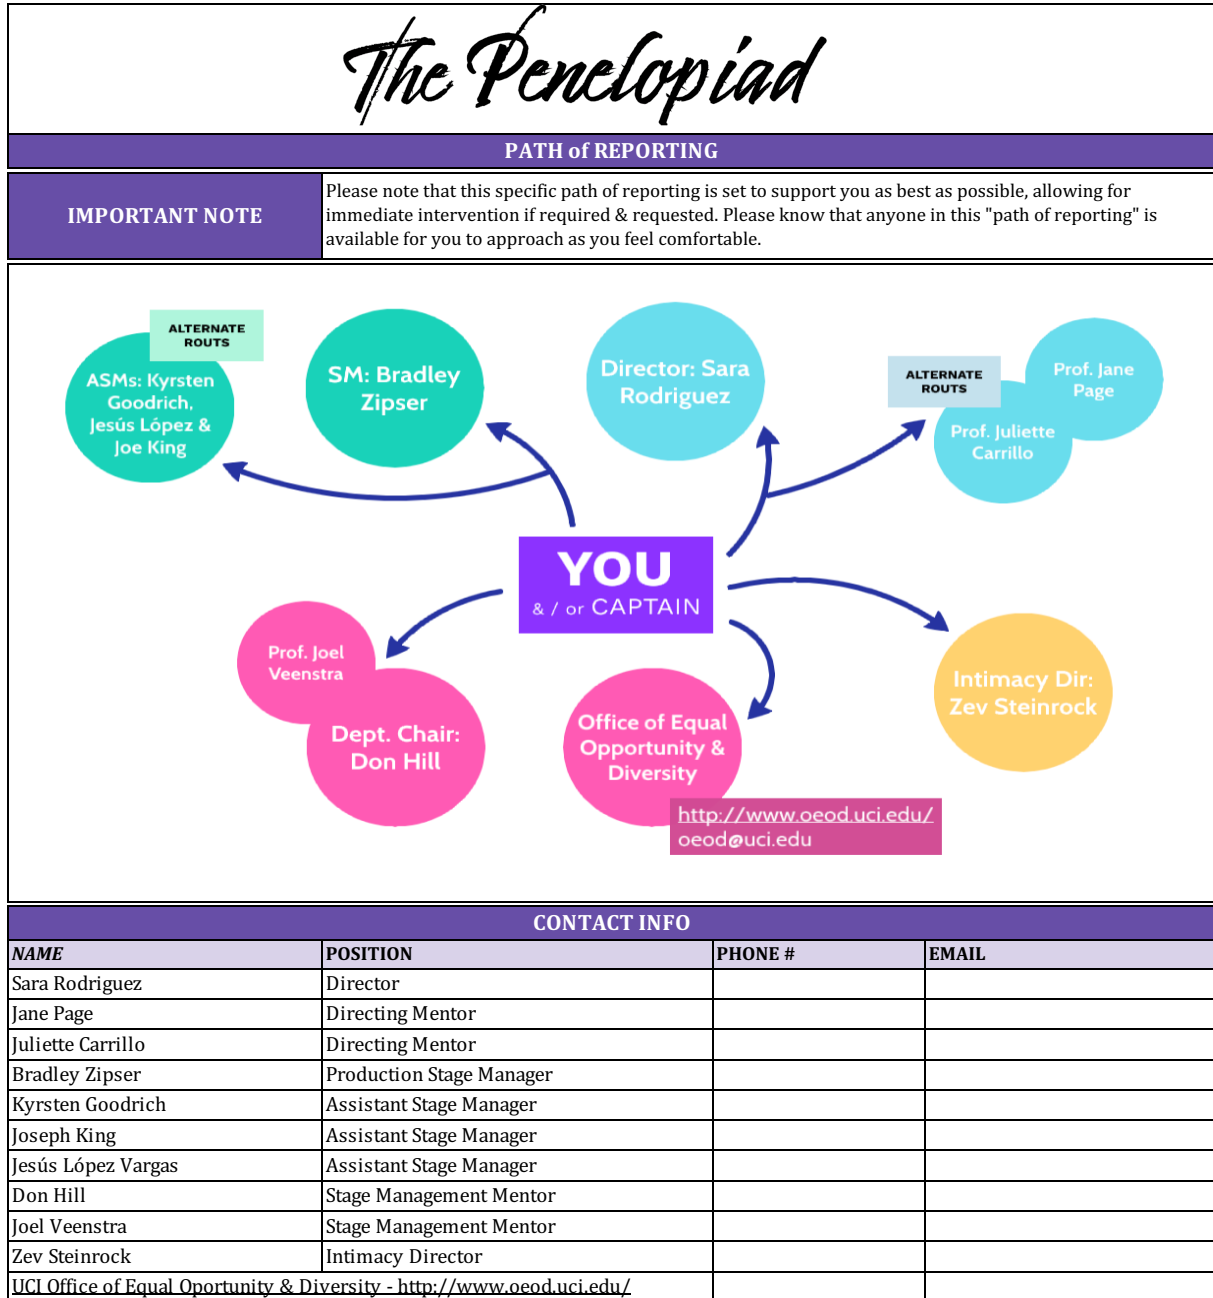 The Penelopiad
PATH of REPORTING
IMPORTANT NOTE
Please note that this specific path of reporting is set to support you as best as possible, allowing for
immediate intervention if required & requested. Please know that anyone in this "path of reporting" is
available for you to approach as you feel comfortable.
ALTERNATE
ROUTS
ASMs: Kyrsten
Goodrich,
Jesús López &
Joe King
SM: Bradley
Zipser
Director: Sara
Rodriguez
ALTERNATE
ROUTS
Prof. Jane
Page
Prof. Juliette
Carrillo
YOU
& / or CAPTAIN
Prof. Joel
Veenstra
Dept. Chair:
Don Hill
Office of Equal
Opportunity &
Diversity
http://www.oeod.uci.edu/
oeod@uci.edu
Intimacy Dir:
Zev Steinrock
CONTACT INFO
NAME POSITION PHONE # EMAIL
Sara Rodriguez Director
Jane Page Directing Mentor
Juliette Carrillo Directing Mentor
Bradley Zipser Production Stage Manager
Kyrsten Goodrich Assistant Stage Manager
Joseph King Assistant Stage Manager
Jesús López Vargas Assistant Stage Manager
Don Hill Stage Management Mentor
Joel Veenstra Stage Management Mentor
Zev Steinrock Intimacy Director
UCI Office of Equal Oportunity & Diversity - http://www.oeod.uci.edu/